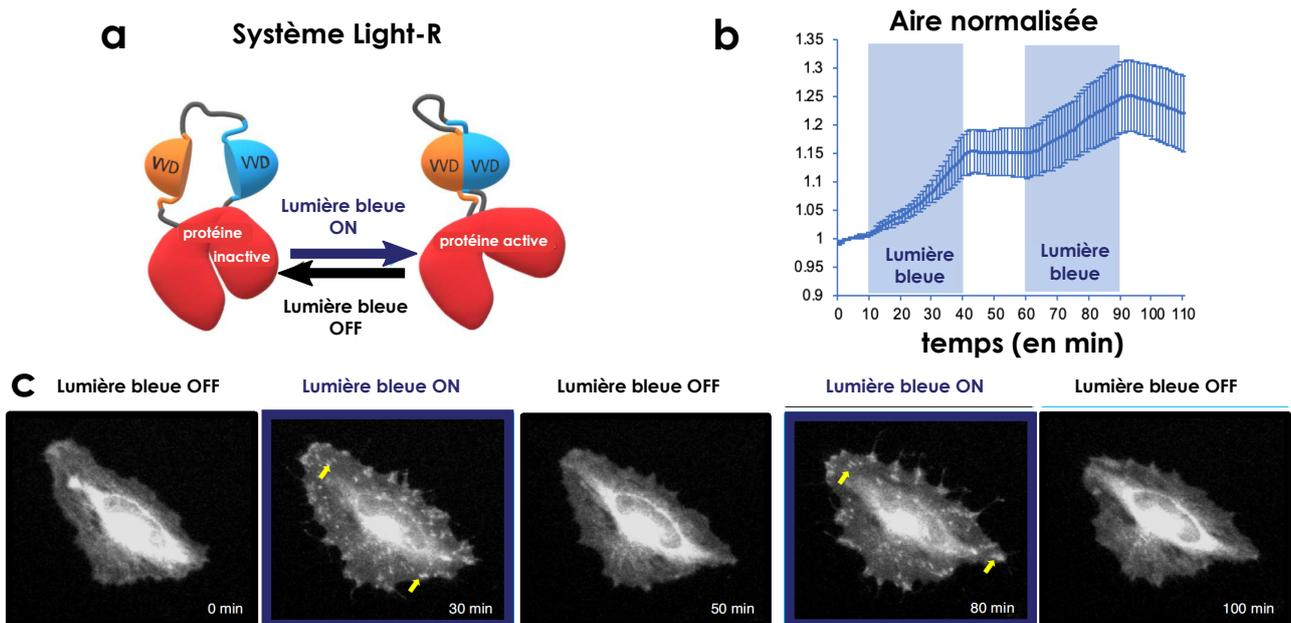 a
Système Light-R
VVD
VVD
VVD
VVD
Lumière bleue
ON
protéine
inactive
protéine active
Lumière bleue
OFF
b
Aire normalisée
1.35
1.3
1.25
1.2
1.15
1.1
1.05
1
0.95
0.9
Lumière
bleue
Lumière
bleue
0 10 20 30 40 50 60 70 80 90 100 110
temps (en min)
c
Lumière bleue OFF
Lumière bleue ON
Lumière bleue OFF
Lumière bleue ON
Lumière bleue OFF
0 min
30 min
50 min
80 min
100 min